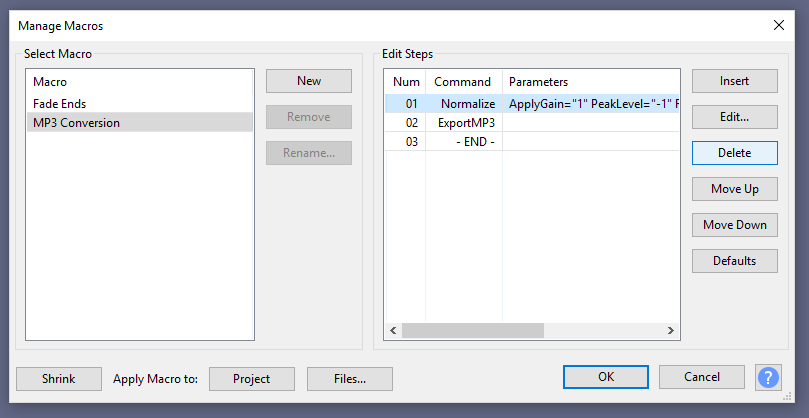 Manage Macros
Select Macro
Macro
Fade Ends
MP3 Conversion
New
Remove
Rename...
Edit Steps
Num Command Parameters
01 Normalize ApplyGain="1" PeakLevel="-1"
02 ExportMP3
03 - END -
Insert
Edit...
Delete
Move Up
Move Down
Defaults
Shrink
Apply Macro to:
Project
Files...
OK
Cancel
?